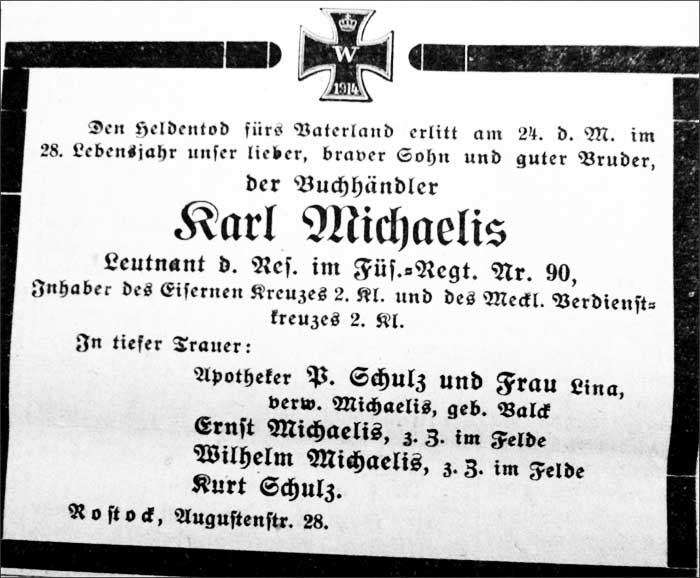 W
1914
Den Heldentod fürs Vaterland erlitt am 24. d. M. im
28. Lebensjahr unser lieber, braver Sohn und guter Bruder,
der Buchhändler
Karl Michaelis
Leutnant d. Res. im Füs.-Regt. Nr. 90,
Inhaber des Eisernen Kreuzes 2. Kl. und des Meckl. Verdienst-
kreuzes 2. Kl.
In tiefer Trauer:
Apotheker P. Schulz und Frau Lina,
verw. Michaelis, geb. Balck
Ernst Michaelis, z. Z. im Felde
Wilhelm Michaelis, z. Z. im Felde
Kurt Schulz.
Rostock, Augustenstr. 28.